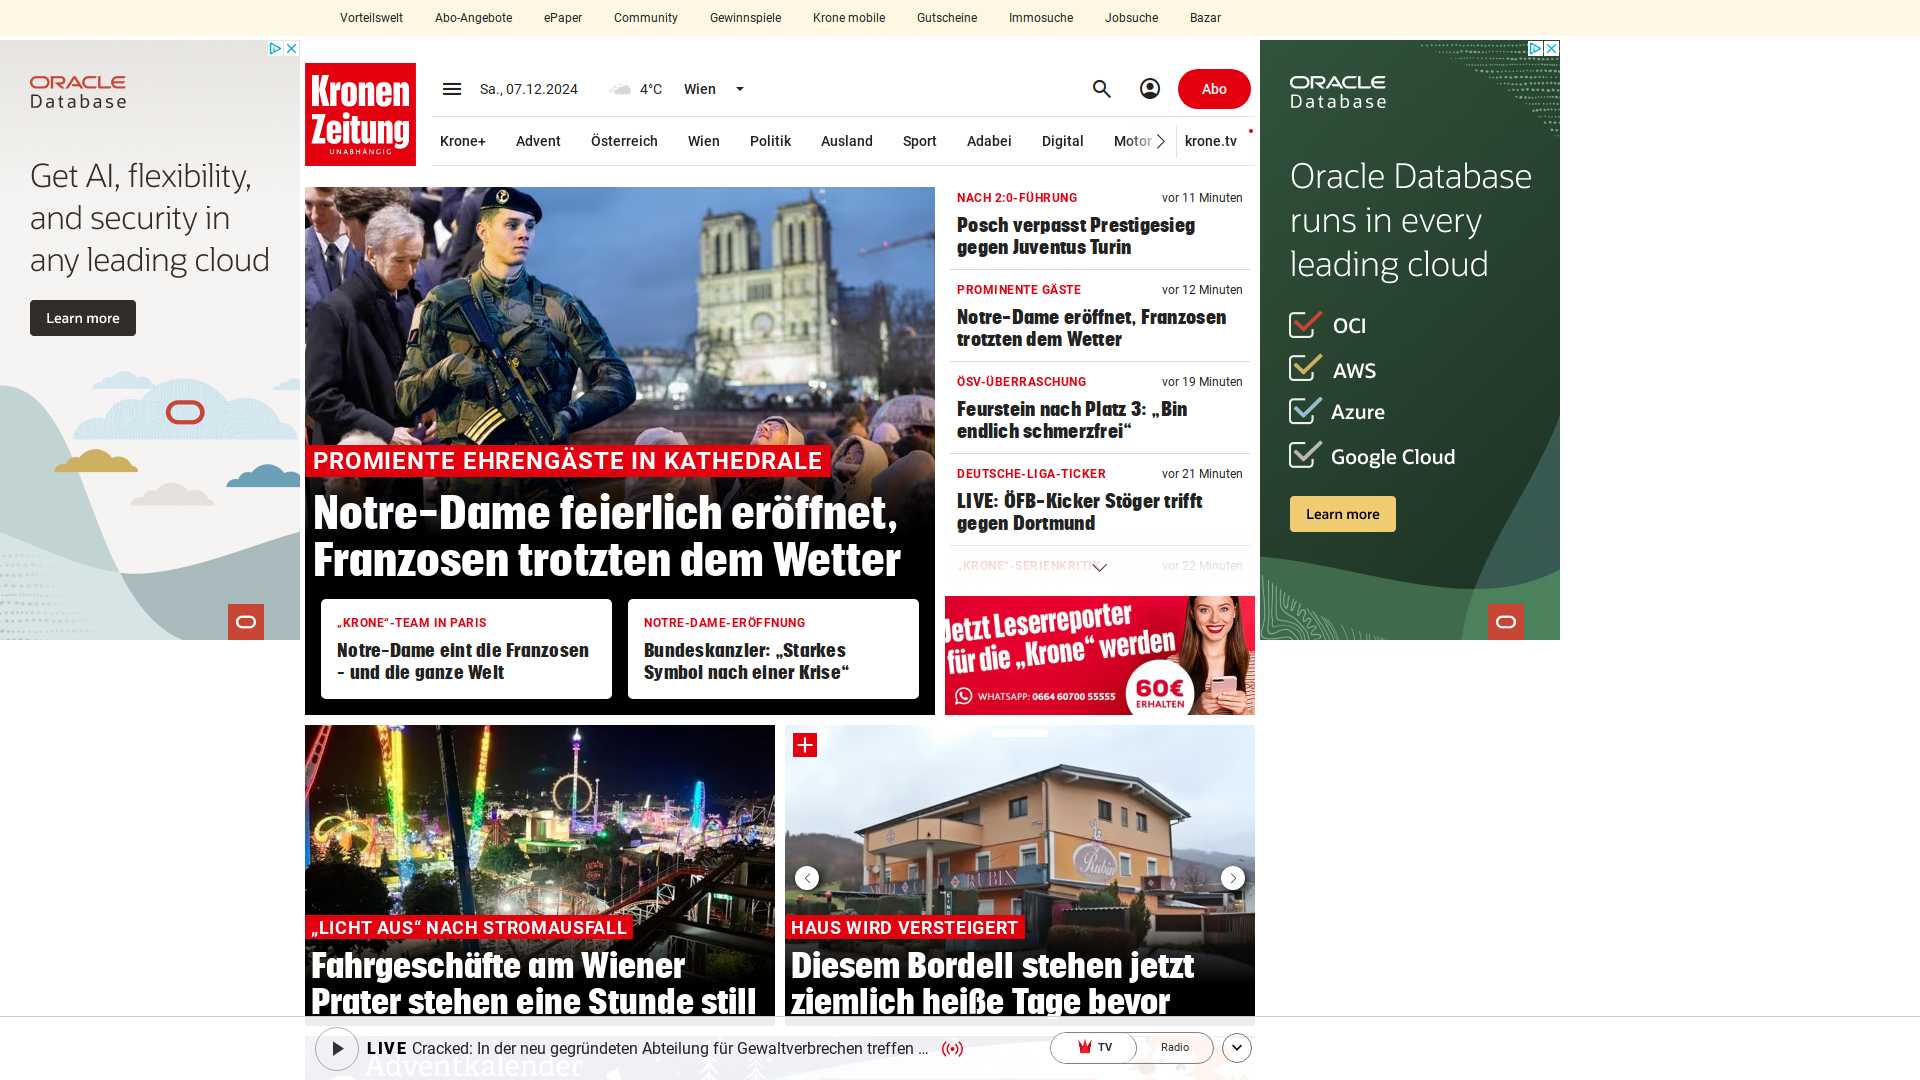 Vorteilswelt Abo-Angebote ePaper Community Gewinnspiele Krone mobile Gutscheine Immosuche Jobsuche Bazar
ORACLE
Database
Get AI, flexibility,
and security in
any leading cloud
Learn more
Kronen
Zeitung
UNABHÄNGIG
Sa., 07.12.2024 4°C Wien
Abo
Krone+ Advent Österreich Wien Politik Ausland Sport Adabei Digital Motor krone.tv
PROMIENTE EHRENGÄSTE IN KATHEDRALE
Notre-Dame feierlich eröffnet,
Franzosen trotzten dem Wetter
„KRONE“-TEAM IN PARIS
Notre-Dame eint die Franzosen
- und die ganze Welt
NOTRE-DAME-ERÖFFNUNG
Bundeskanzler: „Starkes
Symbol nach einer Krise“
NACH 2:0-FÜHRUNG vor 11 Minuten
Posch verpasst Prestigesieg
gegen Juventus Turin
PROMINENTE GÄSTE vor 12 Minuten
Notre-Dame eröffnet, Franzosen
trotzten dem Wetter
ÖSV-ÜBERRASCHUNG vor 19 Minuten
Feurstein nach Platz 3: „Bin
endlich schmerzfrei“
DEUTSCHE-LIGA-TICKER vor 21 Minuten
LIVE: ÖFB-Kicker Stöger trifft
gegen Dortmund
„KRONE“-SERIENKRITIK vor 22 Minuten
Jetzt Leserreporter
für die „Krone“ werden
WHATSAPP: 0664 60700 55555
60€
ERHALTEN
ORACLE
Database
Oracle Database
runs in every
leading cloud
OCI
AWS
Azure
Google Cloud
Learn more
„LICHT AUS“ NACH STROMAUSFALL
Fahrgeschäfte am Wiener
Prater stehen eine Stunde still
Rubin
RUBIN
HAUS WIRD VERSTEIGERT
Diesem Bordell stehen jetzt
ziemlich heiße Tage bevor
LIVE Cracked: In der neu gegründeten Abteilung für Gewaltverbrechen treffen ...
TV Radio
Adventkalender